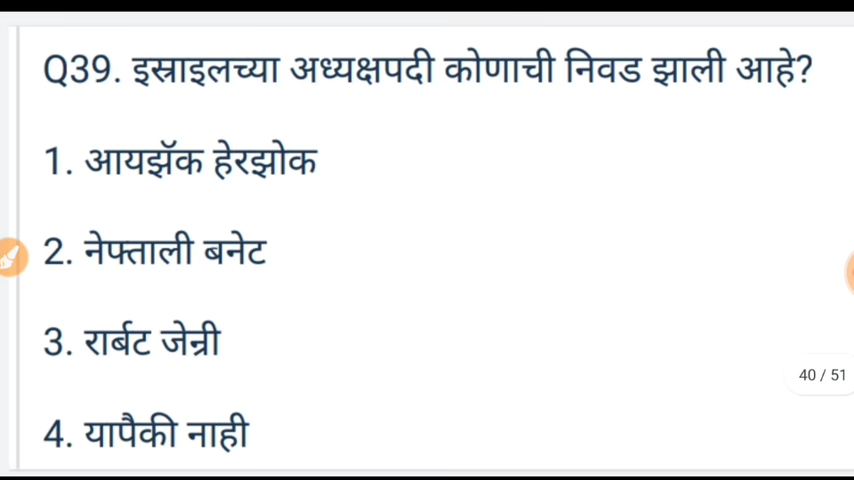 Q39. इस्राइलच्या अध्यक्षपदी कोणाची निवड झाली आहे?
1. आयझॅक हेरझोक
2. नेफ्ताली बनेट
3. रार्बट जेन्री
40 / 51
4. यापैकी नाही